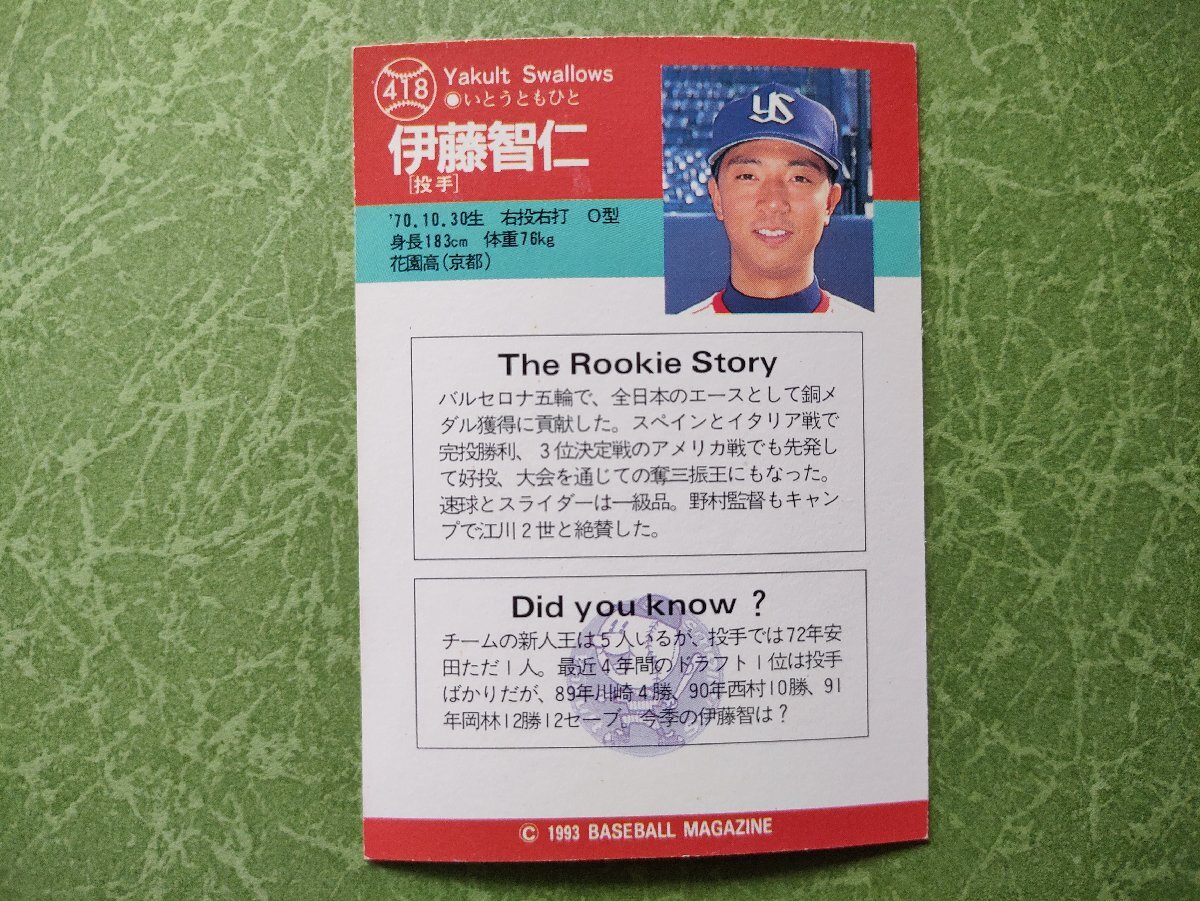 418
Yakult Swallows
◉いとうともひと
伊藤智仁
[投手]
YS
'70.10.30生 右投右打 O型
身長183cm 体重76kg
花園高(京都)
The Rookie Story
バルセロナ五輪で、全日本のエースとして銅メ
ダル獲得に貢献した。スペインとイタリア戦で
完投勝利、3位決定戦のアメリカ戦でも先発し
て好投、大会を通じての奪三振王にもなった。
速球とスライダーは一級品。野村監督もキャン
プで江川2世と絶賛した。
Did you know ?
チームの新人王は5人いるが、投手では72年安
田ただ1人。最近4年間のドラフト1位は投手
ばかりだが、89年川崎4勝、90年西村10勝、91
年岡林12勝12セーブ。今季の伊藤智は?
© 1993 BASEBALL MAGAZINE